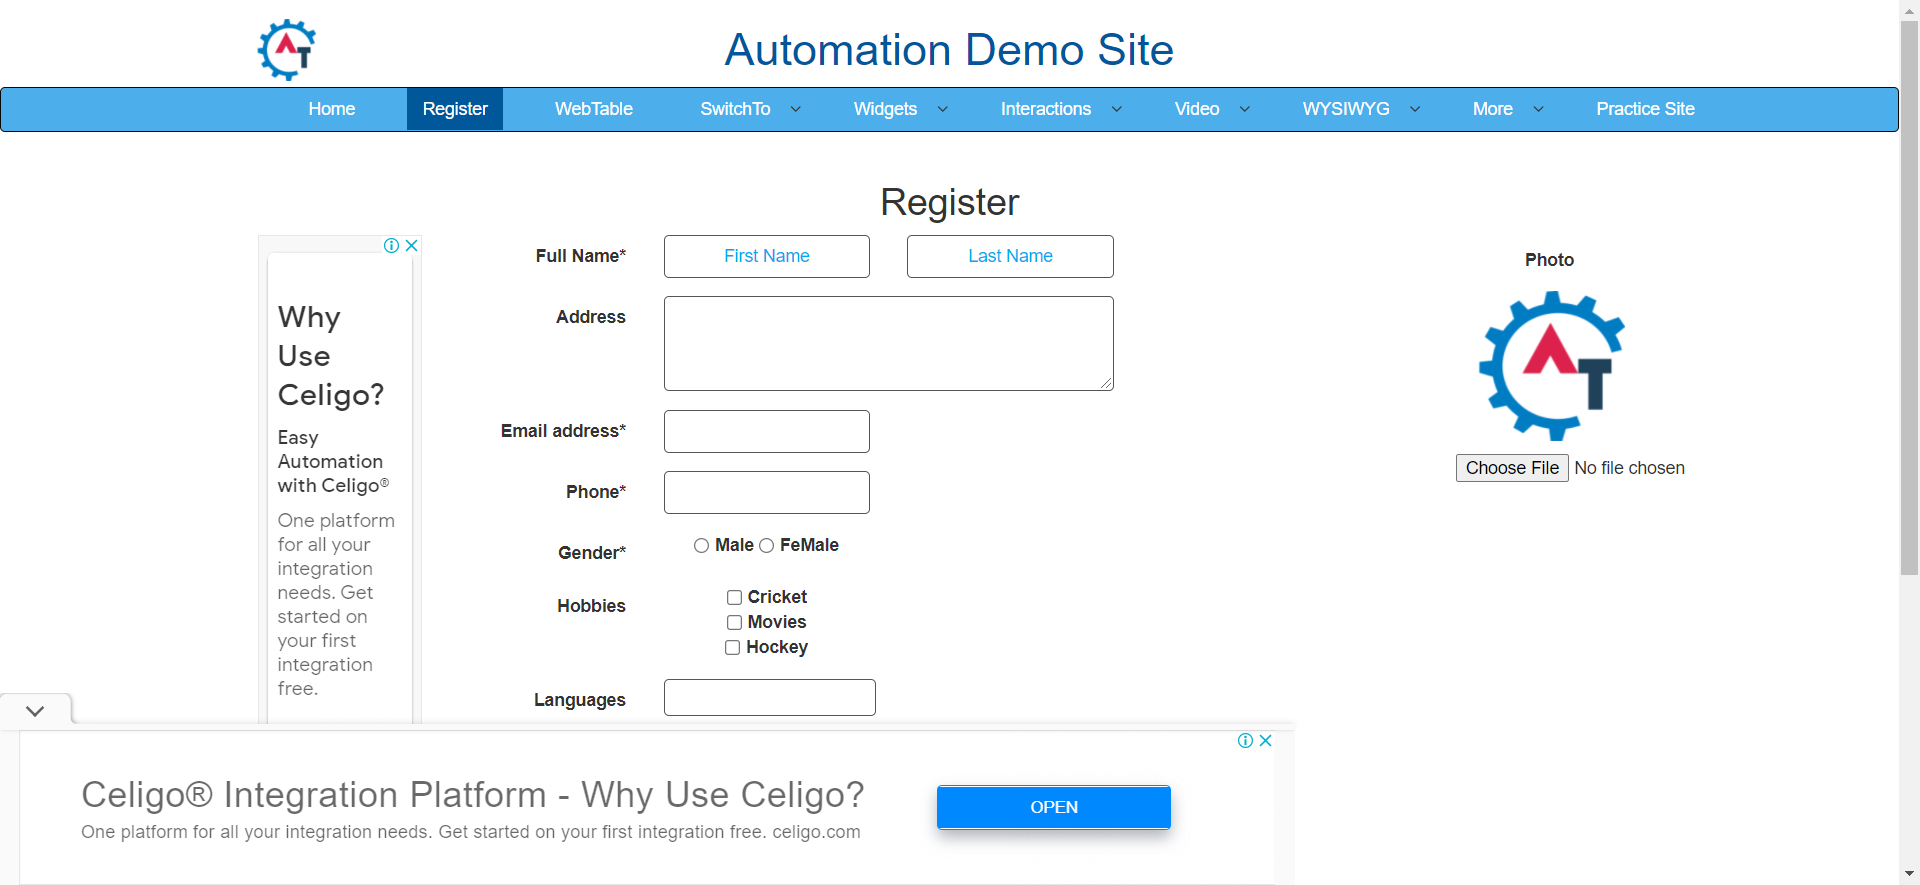 AT
Automation Demo Site
Home Register WebTable SwitchTo Widgets Interactions Video WYSIWYG More Practice Site
Register
Full Name* First Name Last Name
Address
Email address*
Phone*
Gender* Male FeMale
Hobbies
Cricket
Movies
Hockey
Languages
Photo
AT
Choose File No file chosen
Why
Use
Celigo?
Easy
Automation
with Celigo®
One platform
for all your
integration
needs. Get
started on
your first
integration
free.
Celigo® Integration Platform - Why Use Celigo?
One platform for all your integration needs. Get started on your first integration free. celigo.com
OPEN